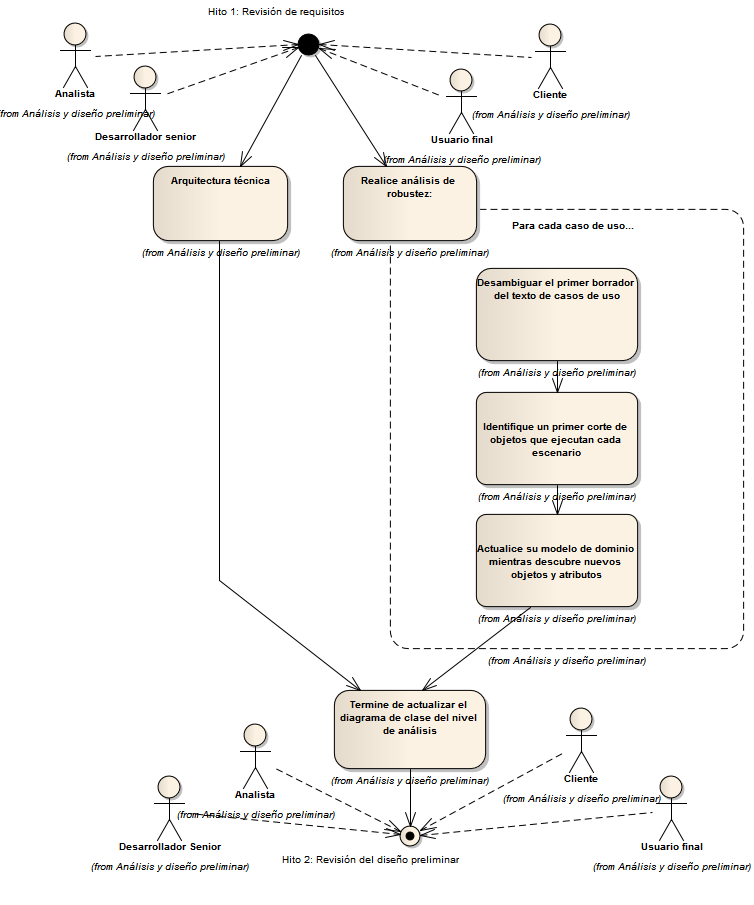 Hito 1: Revisión de requisitos
Analista
(from Análisis y diseño preliminar)
Desarrollador senior
(from Análisis y diseño preliminar)
Cliente
(from Análisis y diseño preliminar)
Usuario final
(from Análisis y diseño preliminar)
Arquitectura técnica
(from Análisis y diseño preliminar)
Realice análisis de
robustez:
(from Análisis y diseño preliminar)
Para cada caso de uso...
Desambiguar el primer borrador
del texto de casos de uso
(from Análisis y diseño preliminar)
Identifique un primer corte de
objetos que ejecutan cada
escenario
(from Análisis y diseño preliminar)
Actualice su modelo de dominio
mientras descubre nuevos
objetos y atributos
(from Análisis y diseño preliminar)
(from Análisis y diseño preliminar)
Termine de actualizar el
diagrama de clase del nivel
de análisis
(from Análisis y diseño preliminar)
Analista
(from Análisis y diseño preliminar)
Cliente
(from Análisis y diseño preliminar)
Desarrollador Senior
(from Análisis y diseño preliminar)
Usuario final
(from Análisis y diseño preliminar)
Hito 2: Revisión del diseño preliminar